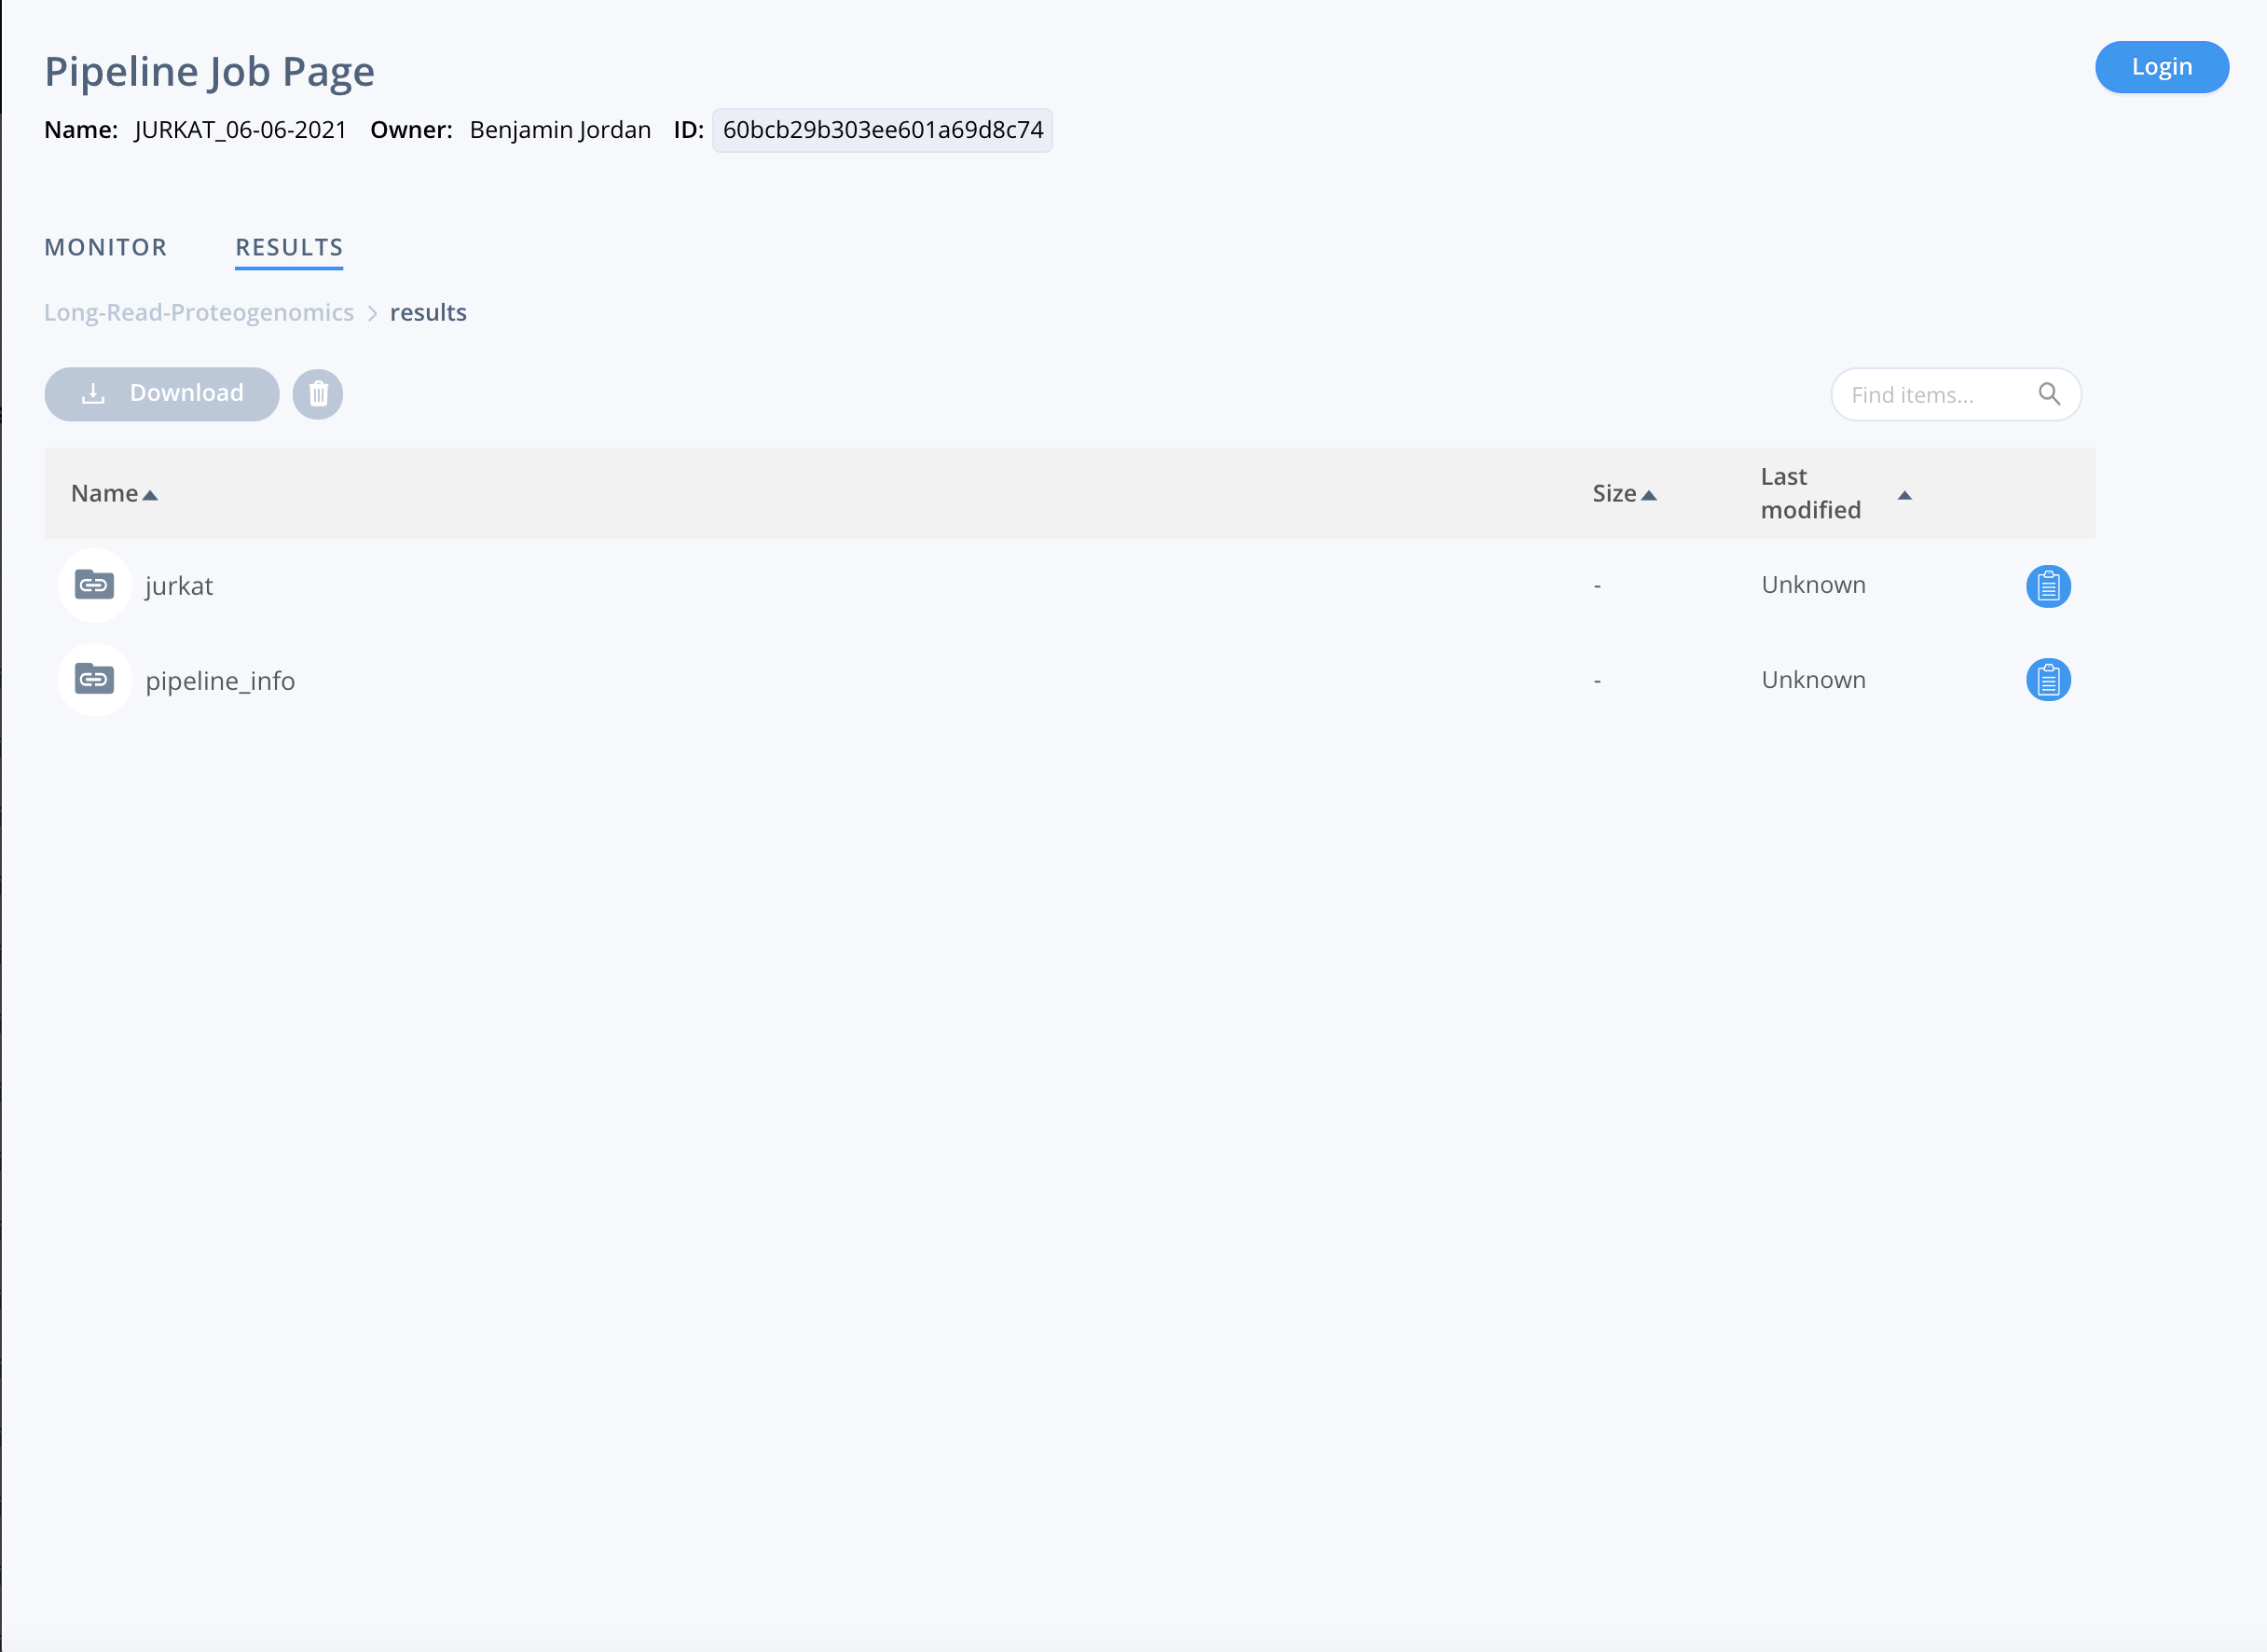 Pipeline Job Page
Login
Name: JURKAT_06-06-2021 Owner: Benjamin Jordan ID: 60bcb29b303ee601a69d8c74
MONITOR RESULTS
Long-Read-Proteogenomics > results
Download
Find items...
Name Size Last modified
jurkat - Unknown
pipeline_info - Unknown